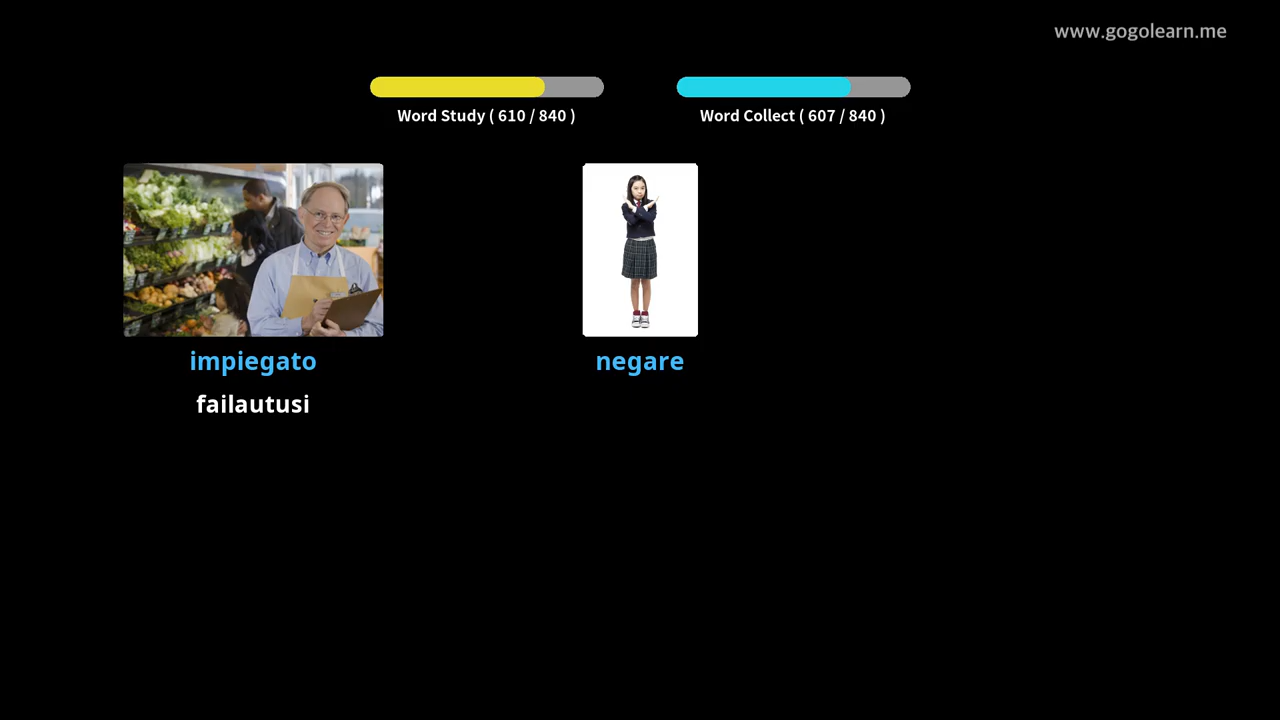 www.gogolearn.me
Word Study ( 610 / 840 )
Word Collect ( 607 / 840 )
impiegato
negare
failautusi